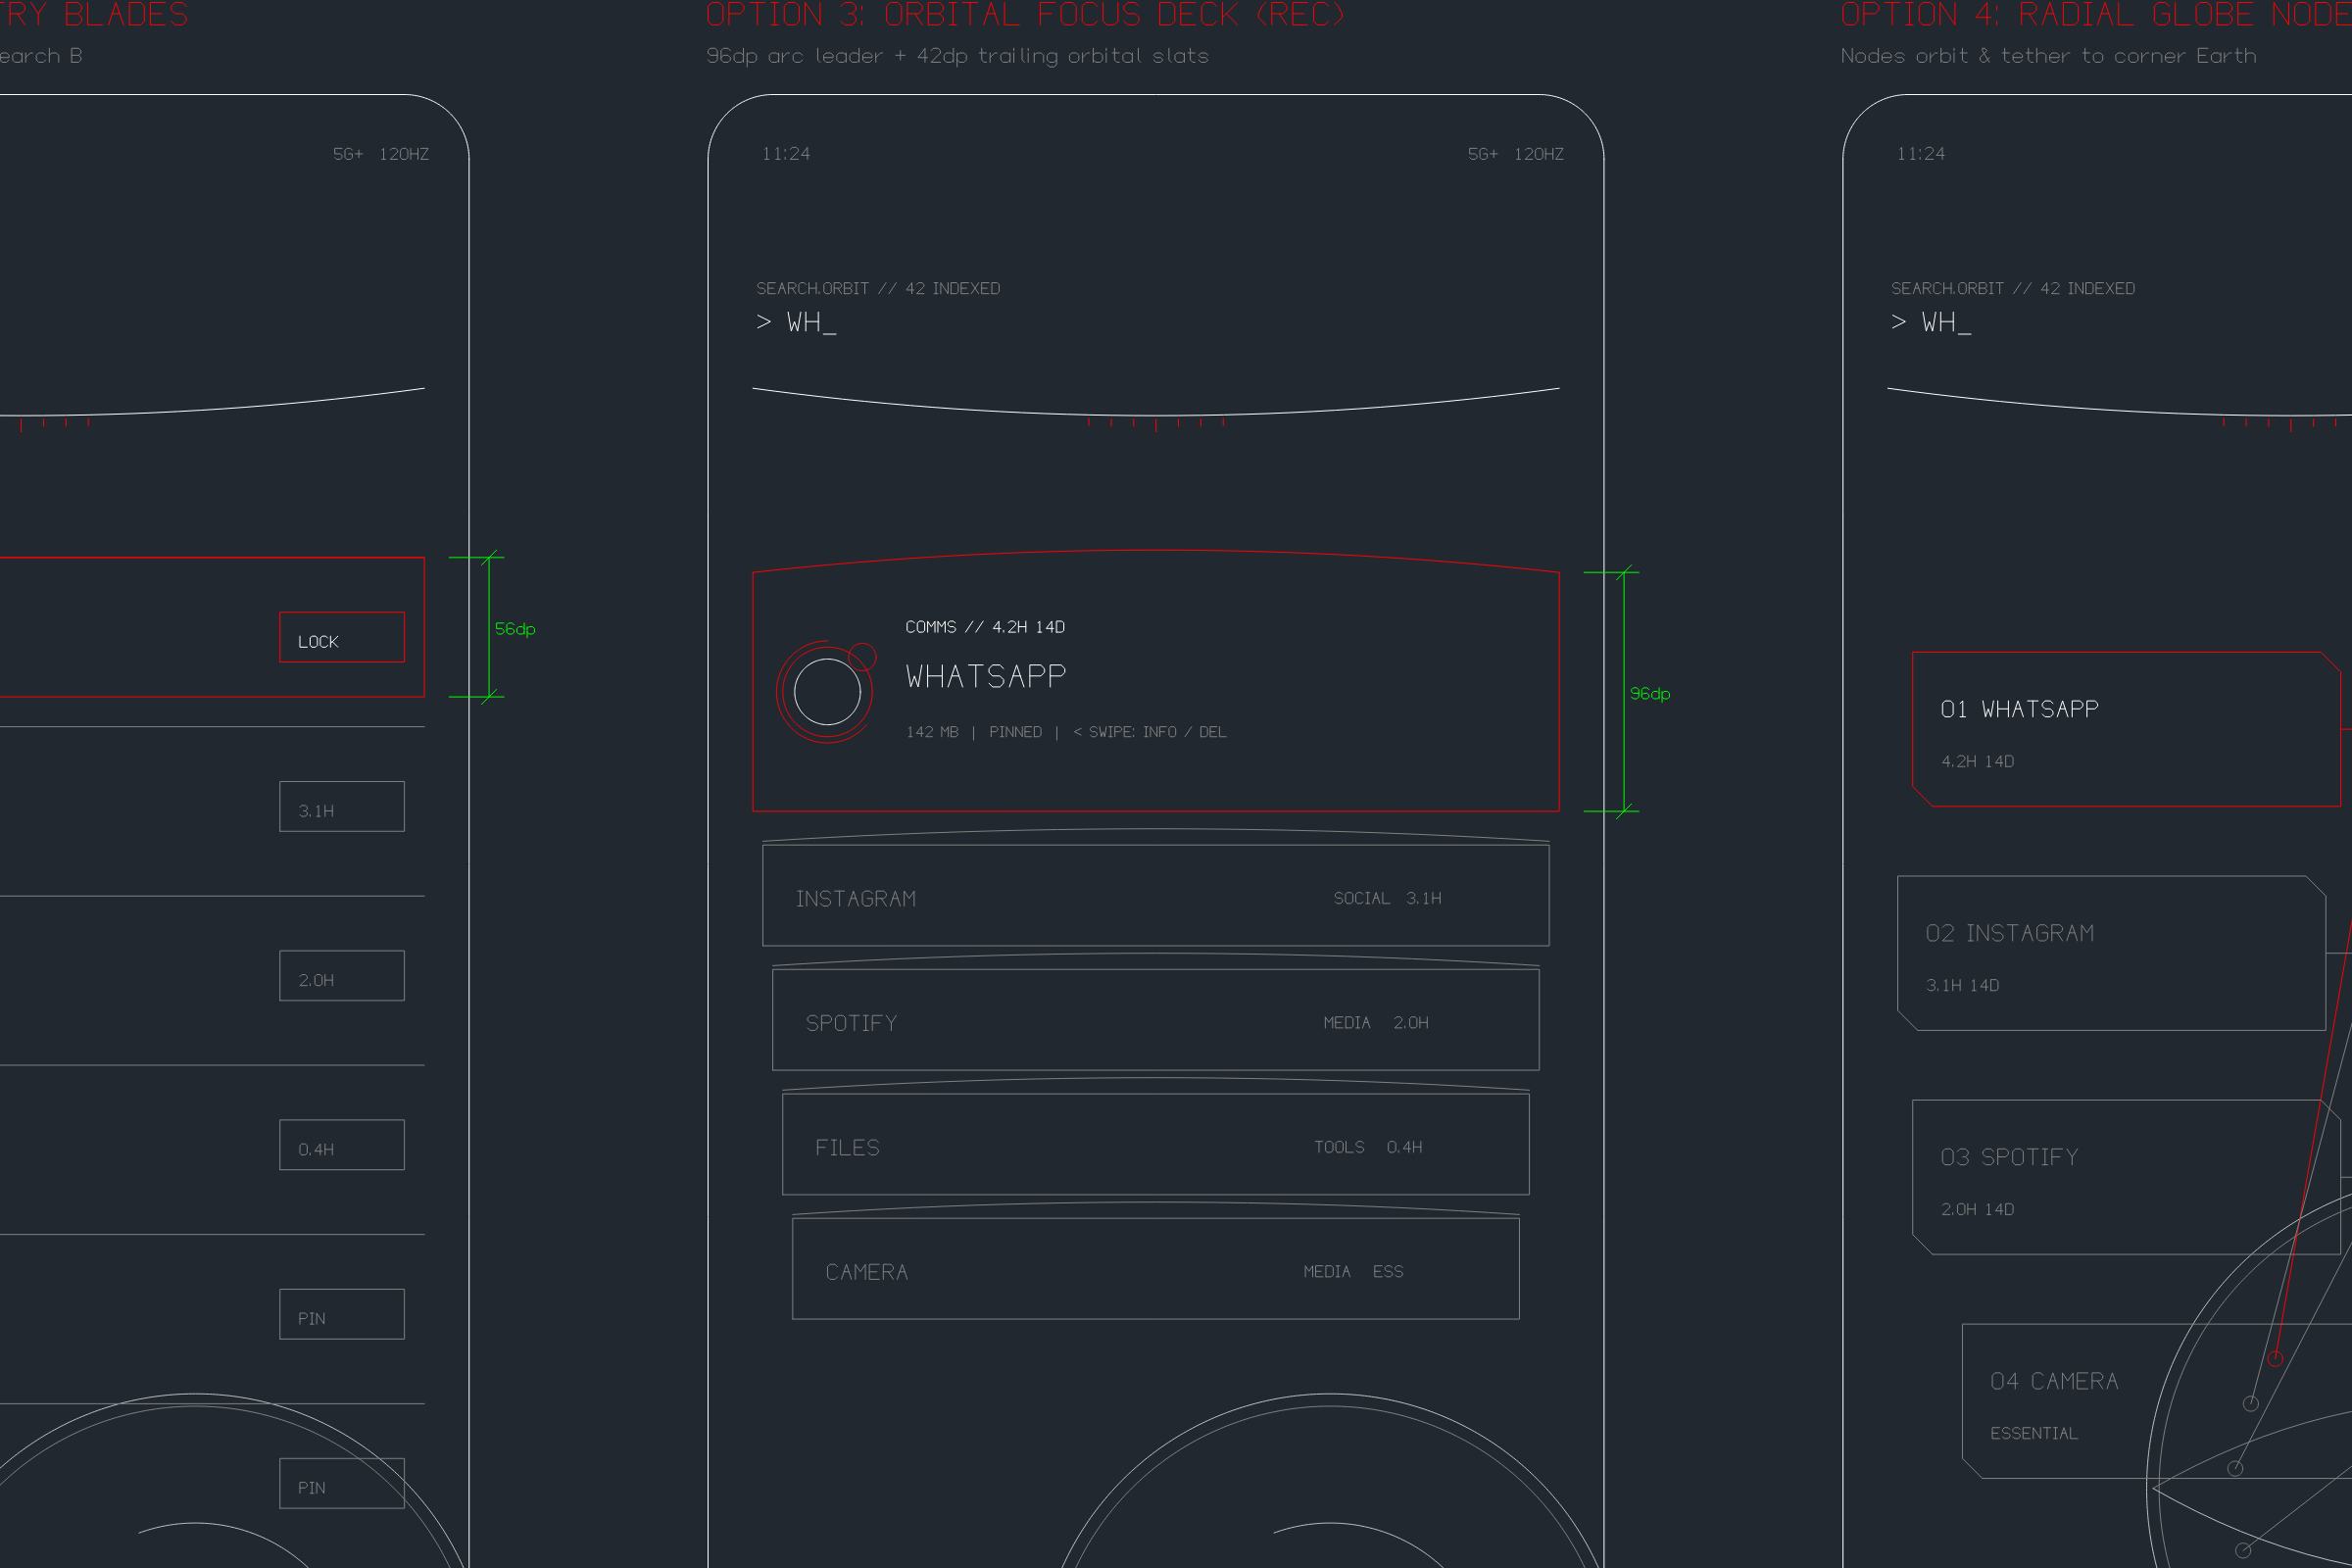 TRY BLADES
earch B
5G+ 120HZ
LOCK
56dp
3.1H
2.0H
0.4H
PIN
PIN
OPTION 3: ORBITAL FOCUS DECK (REC)
96dp arc leader + 42dp trailing orbital slats
11:24
5G+ 120HZ
SEARCH.ORBIT // 42 INDEXED
> WH_
COMMS // 4.2H 14D
WHATSAPP
142 MB | PINNED | < SWIPE: INFO / DEL
96dp
INSTAGRAM SOCIAL 3.1H
SPOTIFY MEDIA 2.0H
FILES TOOLS 0.4H
CAMERA MEDIA ESS
OPTION 4: RADIAL GLOBE NODE
Nodes orbit & tether to corner Earth
11:24
SEARCH.ORBIT // 42 INDEXED
> WH_
01 WHATSAPP
4.2H 14D
02 INSTAGRAM
3.1H 14D
03 SPOTIFY
2.0H 14D
04 CAMERA
ESSENTIAL